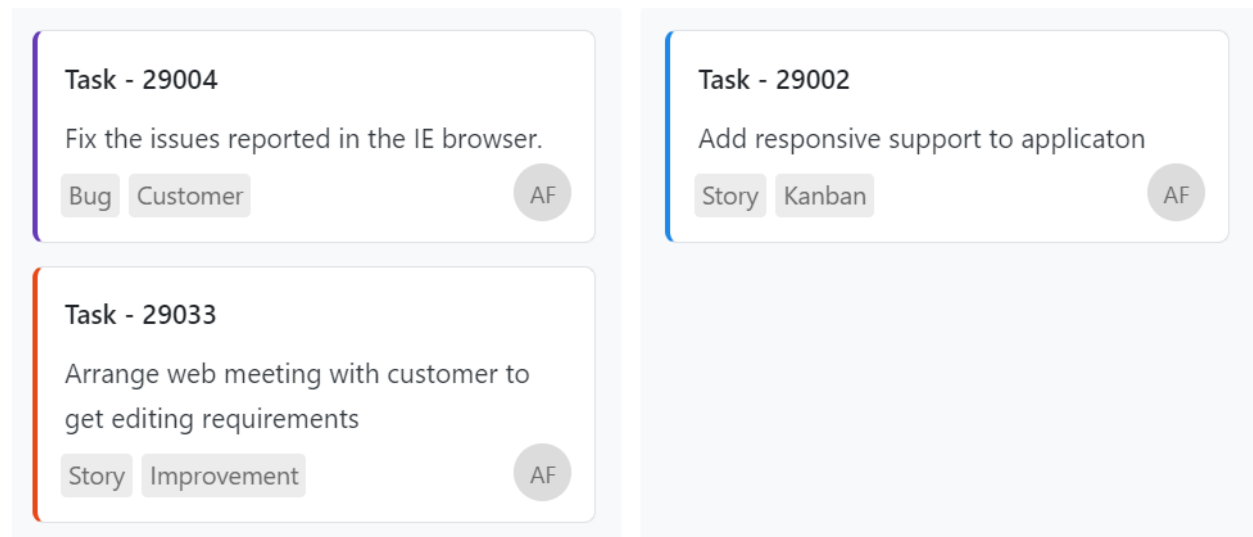 Task - 29004
Fix the issues reported in the IE browser.
Bug Customer AF
Task - 29033
Arrange web meeting with customer to
get editing requirements
Story Improvement AF
Task - 29002
Add responsive support to applicaton
Story Kanban AF